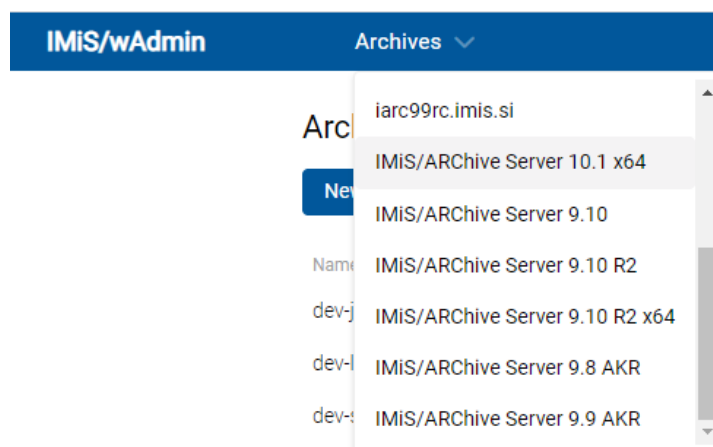 IMiS/wAdmin
Archives
iarc99rc.imis.si
IMiS/ARChive Server 10.1 x64
IMiS/ARChive Server 9.10
Name
IMiS/ARChive Server 9.10 R2
IMiS/ARChive Server 9.10 R2 x64
IMiS/ARChive Server 9.8 AKR
IMiS/ARChive Server 9.9 AKR